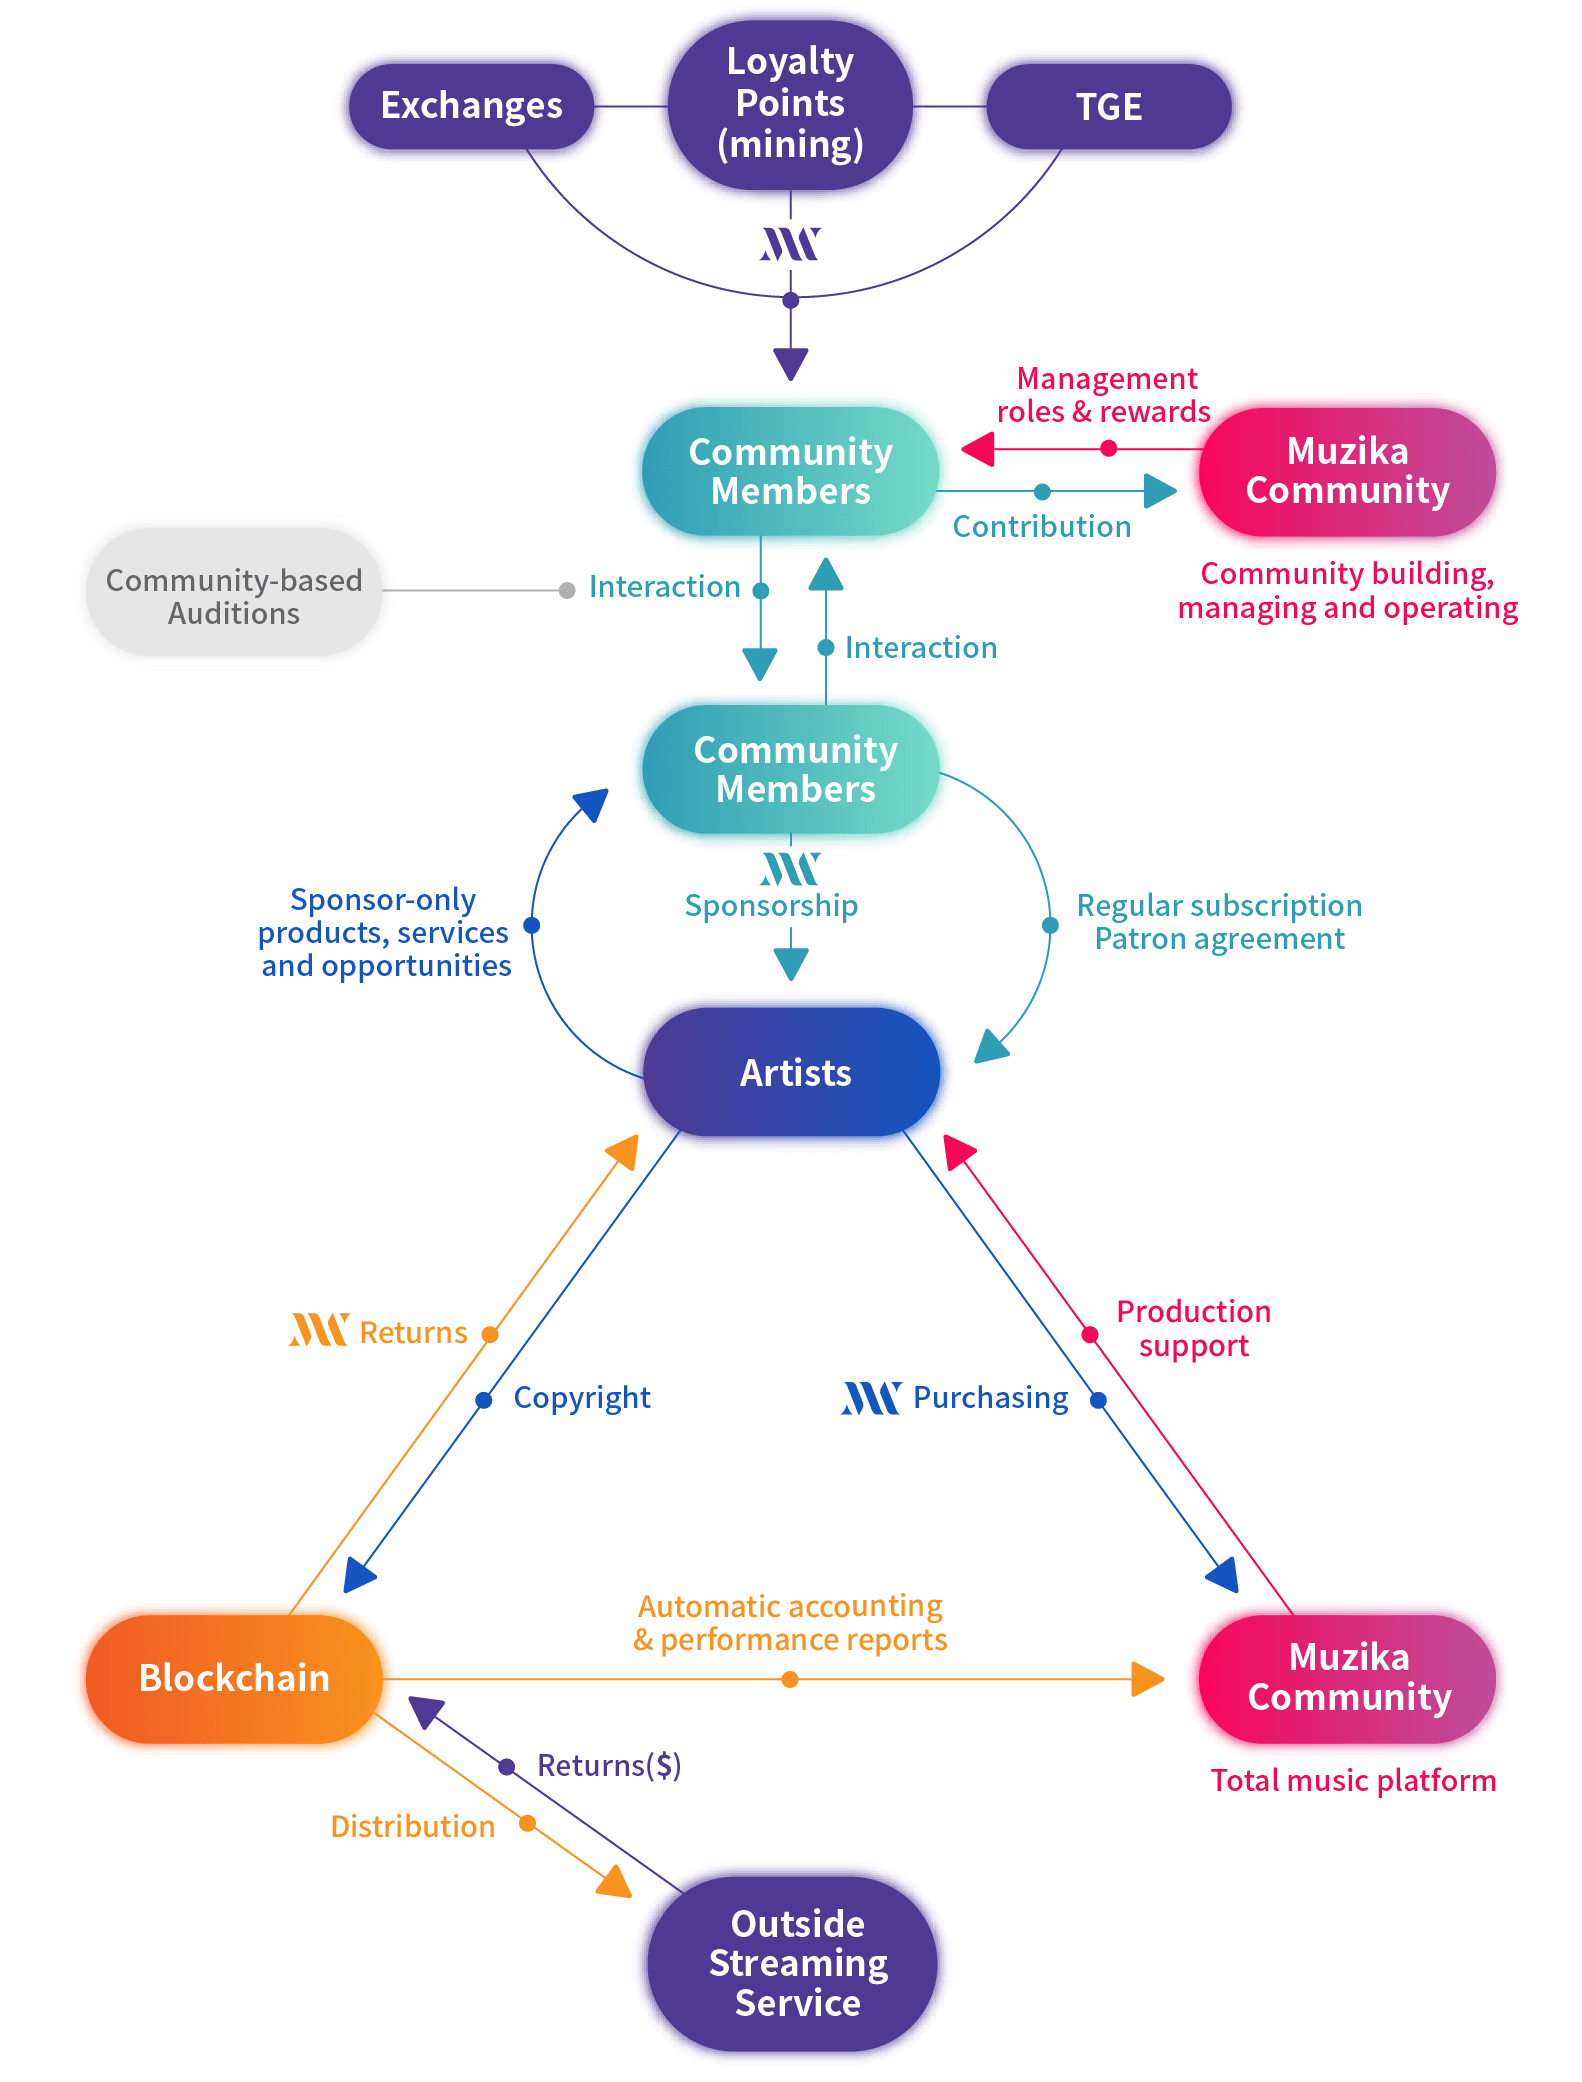 Exchanges
Loyalty
Points
(mining)
TGE
Management
roles & rewards
Community
Members
Muzika
Community
Contribution
Community building,
managing and operating
Community-based
Auditions
Interaction
Interaction
Community
Members
Sponsor-only
products, services
and opportunities
Sponsorship
Regular subscription
Patron agreement
Artists
Returns
Copyright
Production
support
Purchasing
Automatic accounting
& performance reports
Blockchain
Muzika
Community
Total music platform
Returns($)
Distribution
Outside
Streaming
Service